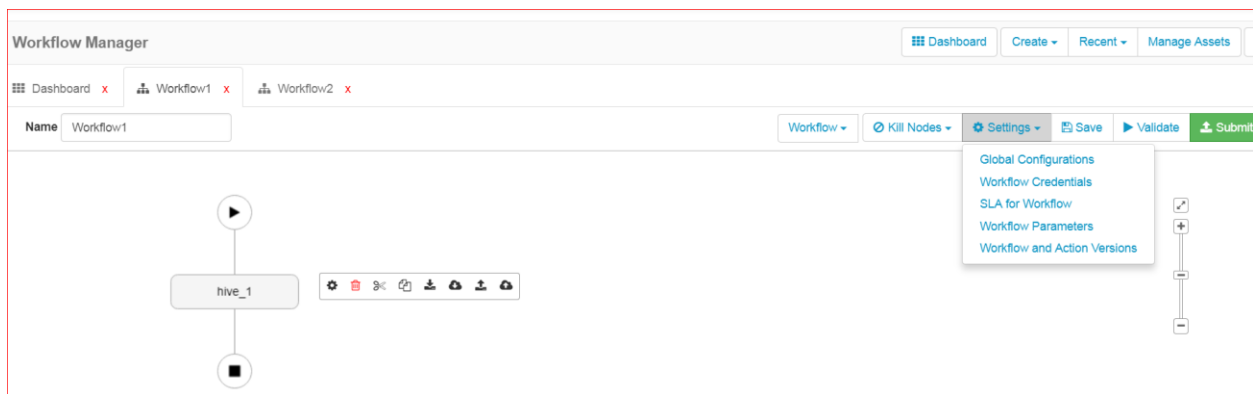 Workflow Manager
Dashboard Create Recent Manage Assets
Dashboard x Workflow1 x Workflow2 x
Name Workflow1 Workflow Kill Nodes Settings Save Validate Submit
Global Configurations
Workflow Credentials
SLA for Workflow
Workflow Parameters
Workflow and Action Versions
hive_1